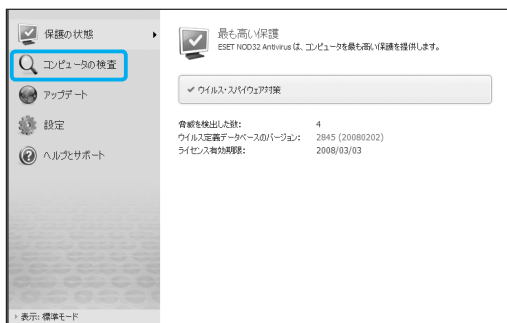 保護の状態
コンピュータの検査
アップデート
設定
ヘルプとサポート
表示: 標準モード
最も高い保護
ESET NOD32 Antivirus は、コンピュータを最も高い保護を提供します。
ウイルス・スパイウェア対策
脅威を検出した数: 4
ウイルス定義データベースのバージョン: 2845 (20080202)
ライセンス有効期限: 2008/03/03